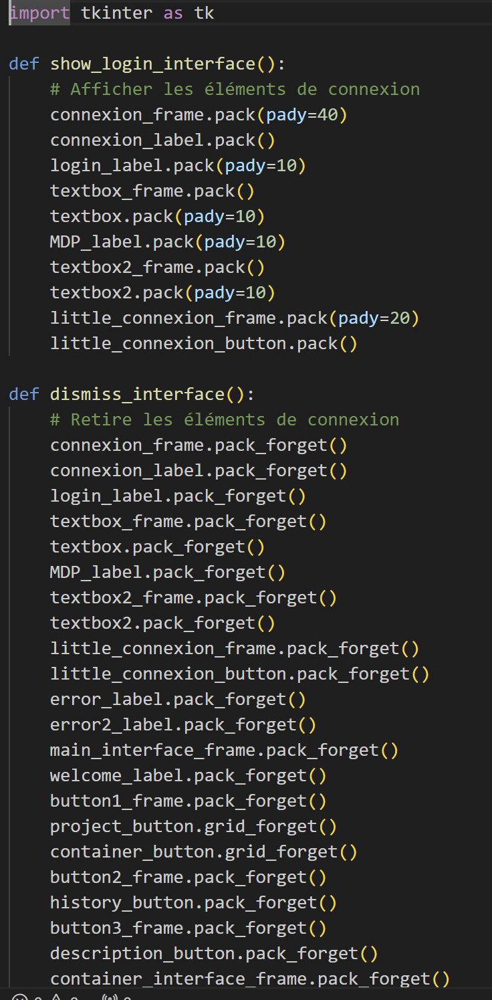 import tkinter as tk
def show_login_interface():
# Afficher les éléments de connexion
connexion_frame.pack(pady=40)
connexion_label.pack()
login_label.pack(pady=10)
textbox_frame.pack()
textbox.pack(pady=10)
MDP_label.pack(pady=10)
textbox2_frame.pack()
textbox2.pack(pady=10)
little_connexion_frame.pack(pady=20)
little_connexion_button.pack()
def dismiss_interface():
# Retire les éléments de connexion
connexion_frame.pack_forget()
connexion_label.pack_forget()
login_label.pack_forget()
textbox_frame.pack_forget()
textbox.pack_forget()
MDP_label.pack_forget()
textbox2_frame.pack_forget()
textbox2.pack_forget()
little_connexion_frame.pack_forget()
little_connexion_button.pack_forget()
error_label.pack_forget()
error2_label.pack_forget()
main_interface_frame.pack_forget()
welcome_label.pack_forget()
button1_frame.pack_forget()
project_button.grid_forget()
container_button.grid_forget()
button2_frame.pack_forget()
history_button.pack_forget()
button3_frame.pack_forget()
description_button.pack_forget()
container_interface_frame.pack_forget()